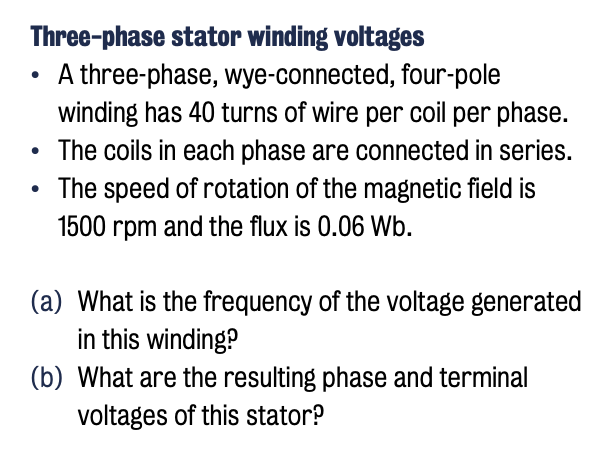 Three-phase stator winding voltages
• A three-phase, wye-connected, four-pole
winding has 40 turns of wire per coil per phase.
• The coils in each phase are connected in series.
• The speed of rotation of the magnetic field is
1500 rpm and the flux is 0.06 Wb.
(a) What is the frequency of the voltage generated
in this winding?
(b) What are the resulting phase and terminal
voltages of this stator?